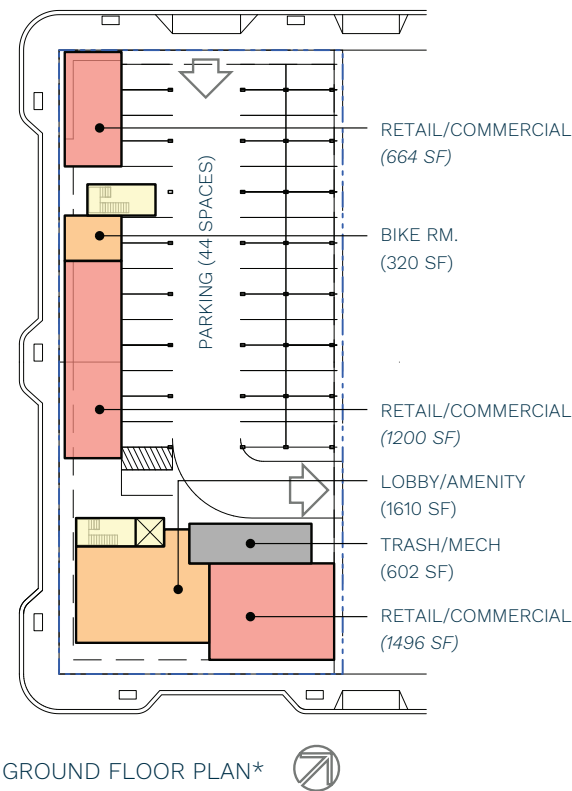 RETAIL/COMMERCIAL
(664 SF)
PARKING (44 SPACES)
BIKE RM.
(320 SF)
RETAIL/COMMERCIAL
(1200 SF)
LOBBY/AMENITY
(1610 SF)
TRASH/MECH
(602 SF)
RETAIL/COMMERCIAL
(1496 SF)
GROUND FLOOR PLAN*